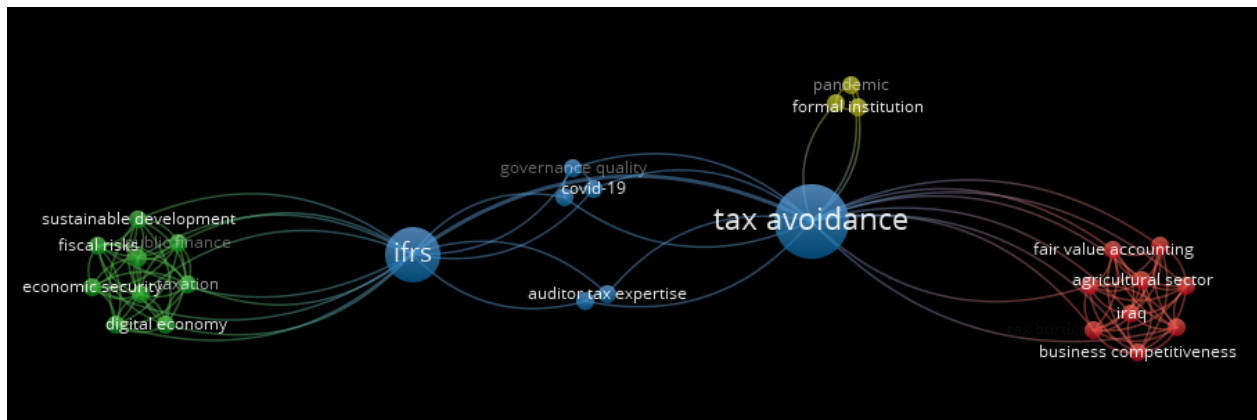 pandemic
formal institution
governance quality
covid-19
sustainable development
tax avoidance
fiscal risks
public finance
ifrs
fair value accounting
economic security
taxation
agricultural sector
auditor tax expertise
iraq
digital economy
tax burden
business competitiveness